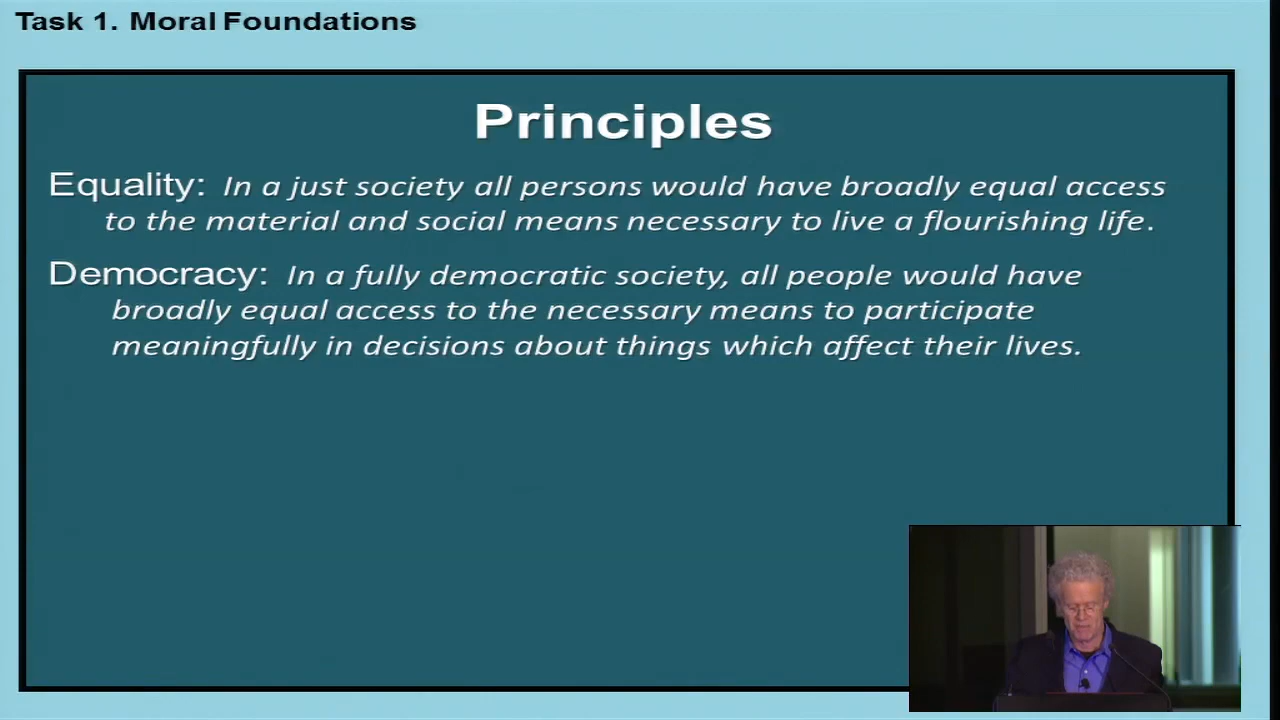 Task 1. Moral Foundations
Principles
Equality: In a just society all persons would have broadly equal access
to the material and social means necessary to live a flourishing life.
Democracy: In a fully democratic society, all people would have
broadly equal access to the necessary means to participate
meaningfully in decisions about things which affect their lives.